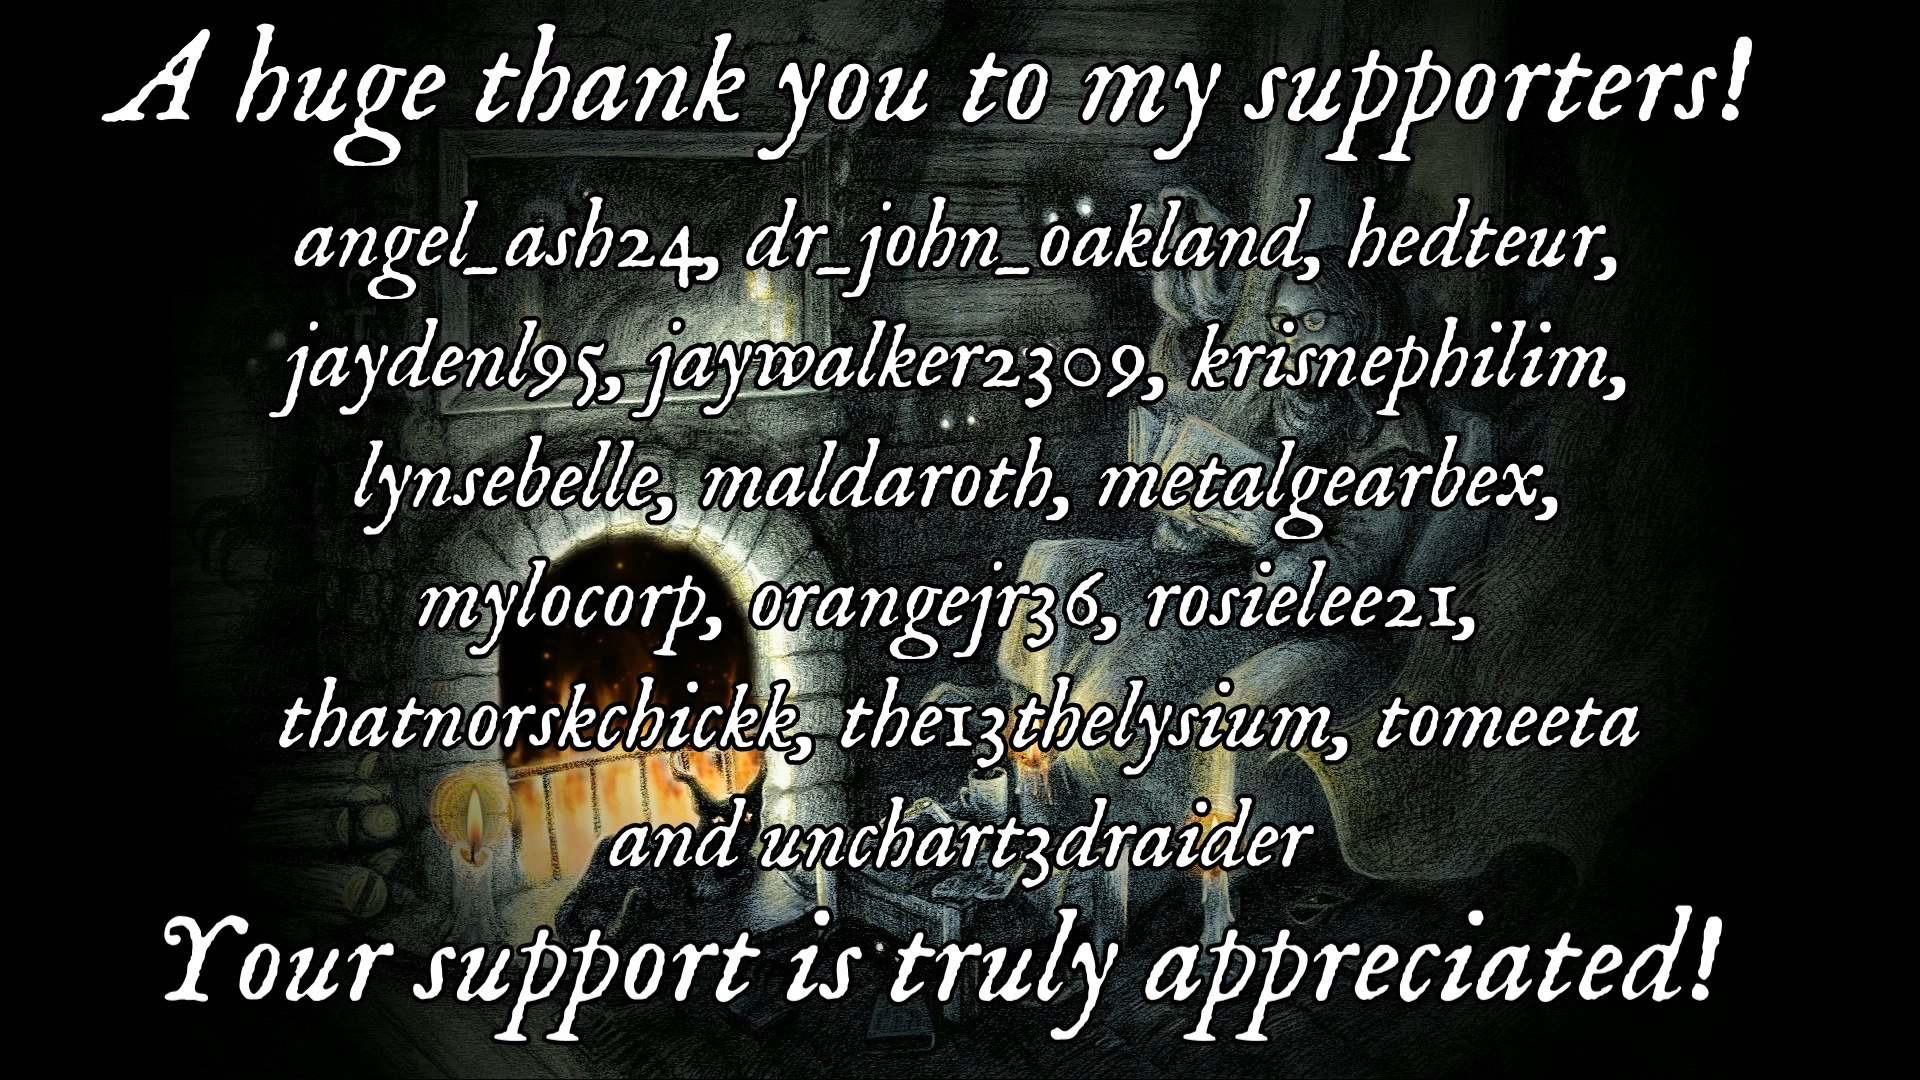 A huge thank you to my supporters!
angel_ash24, dr_john_oakland, hedteur,
jaydenl95, jaywalker2309, krisnephilim,
lynsebelle, maldaroth, metalgearbex,
mylocorp, orangejr36, rosielee21,
thatnorskchickk, the13thelysium, tomeeta
and unchart3draider
Your support is truly appreciated!